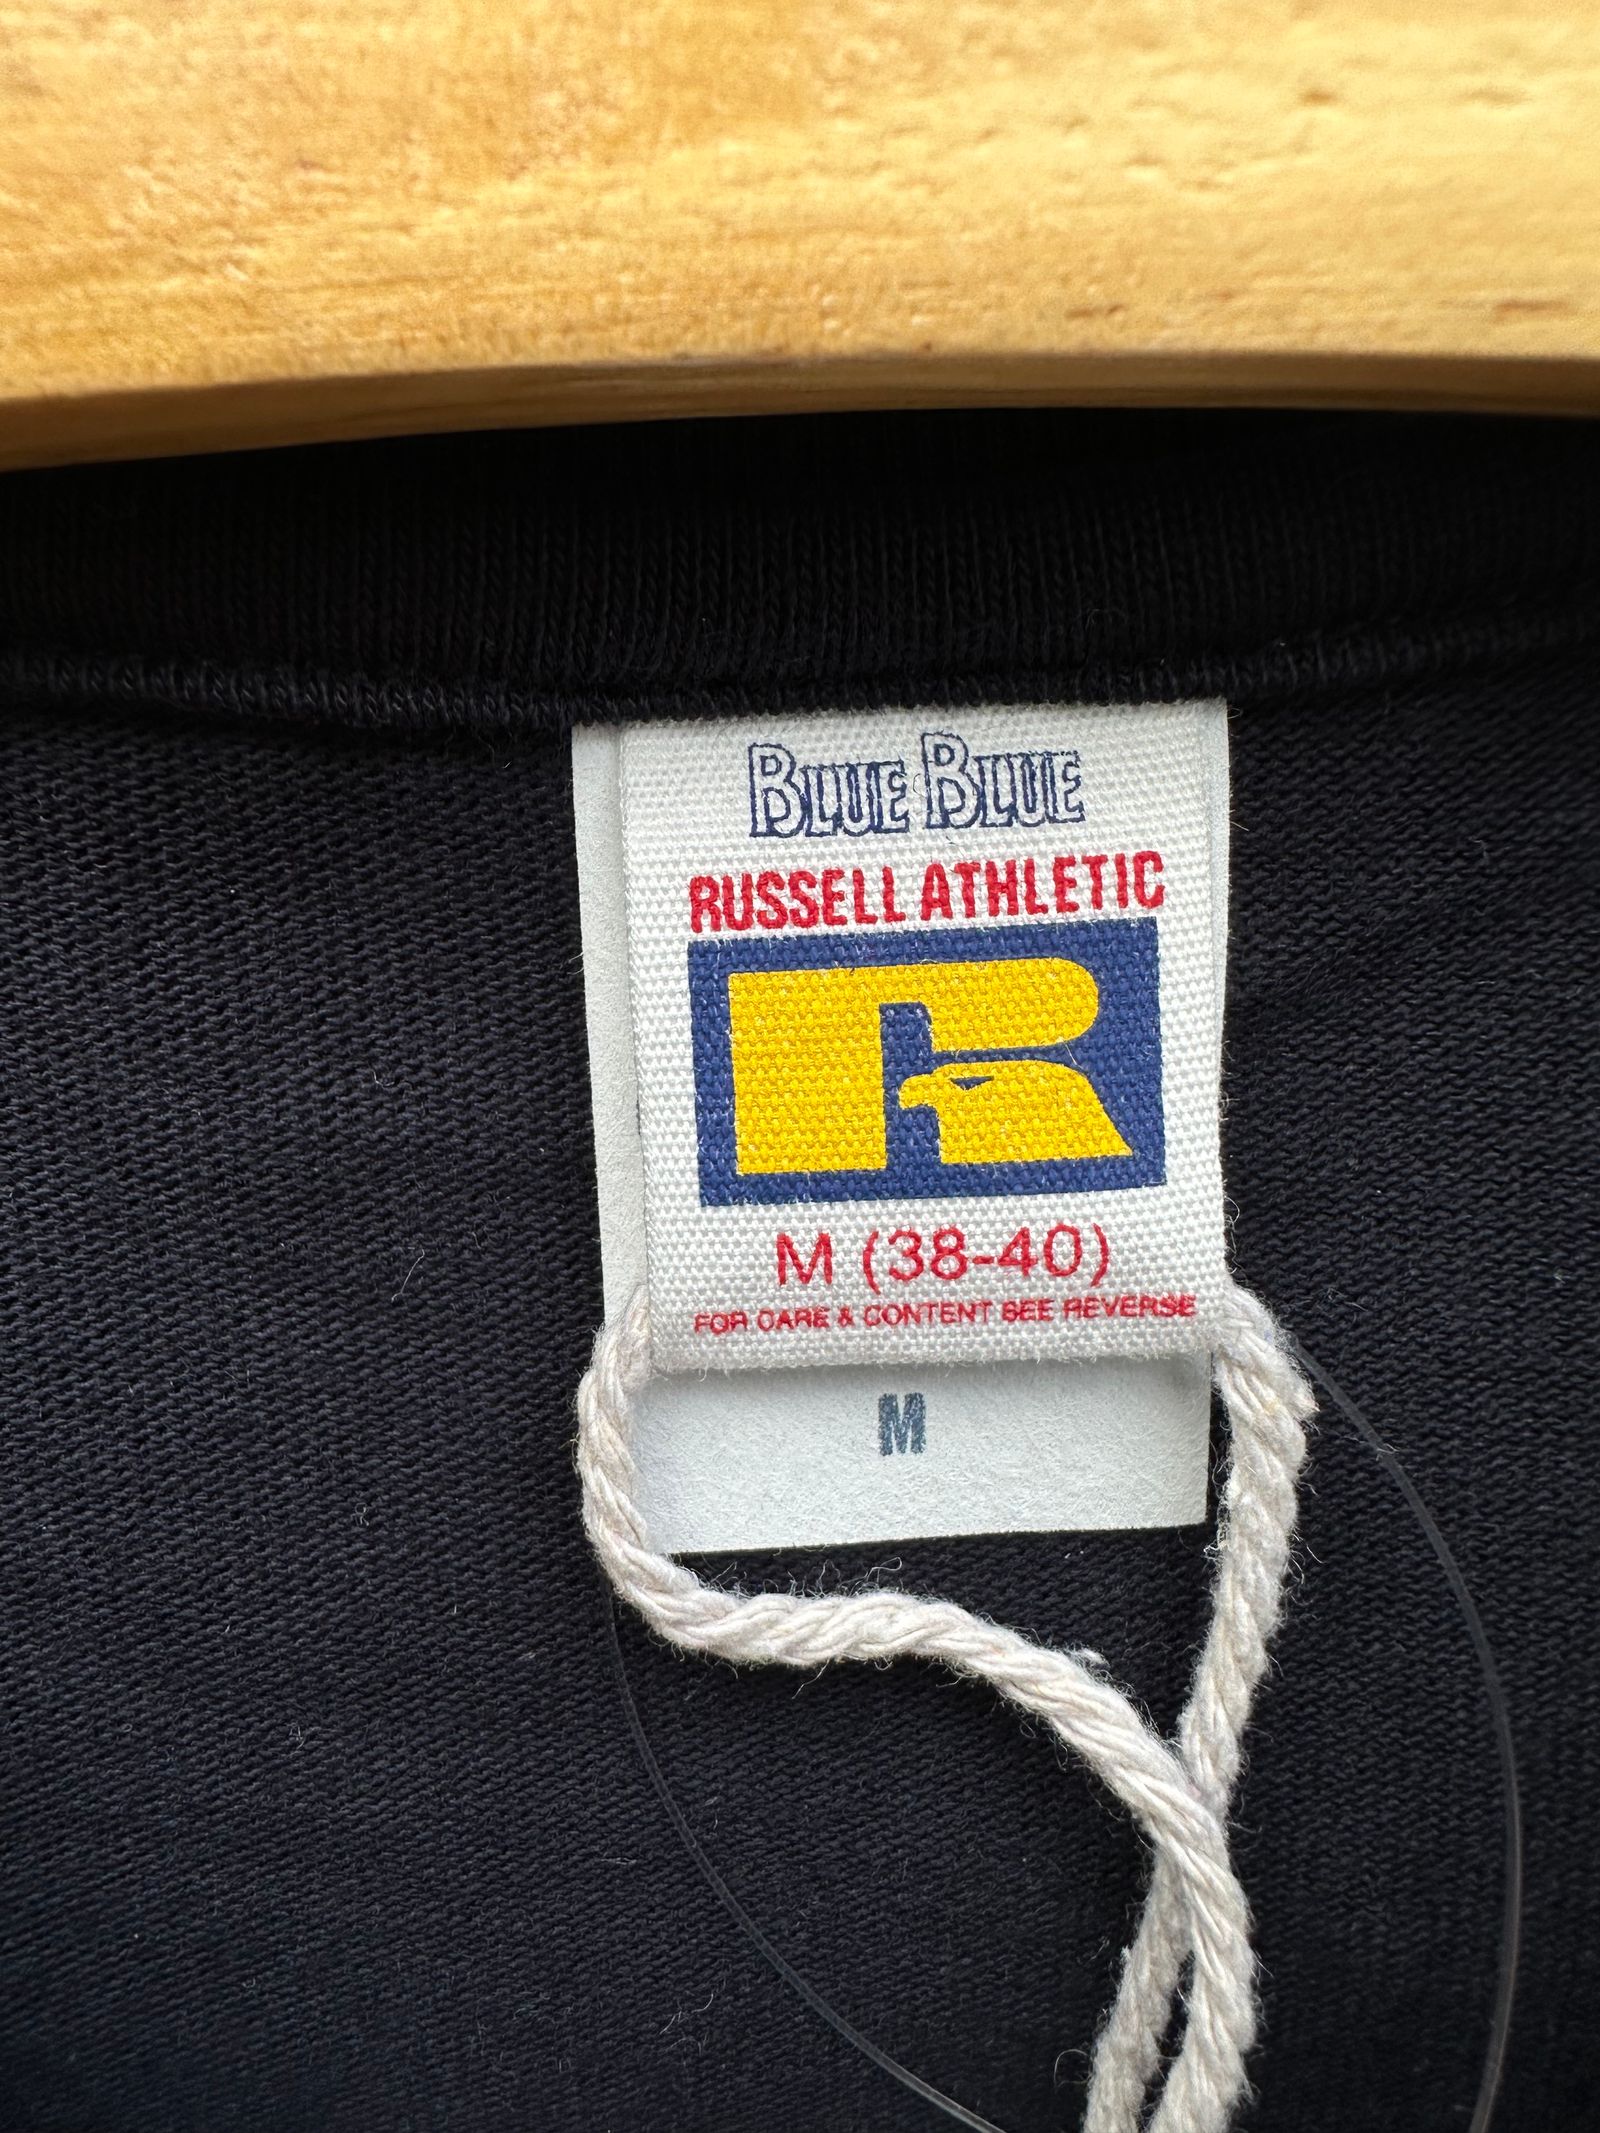 BLUE BLUE
RUSSELL ATHLETIC
R
M (38-40)
FOR CARE & CONTENT SEE REVERSE
M